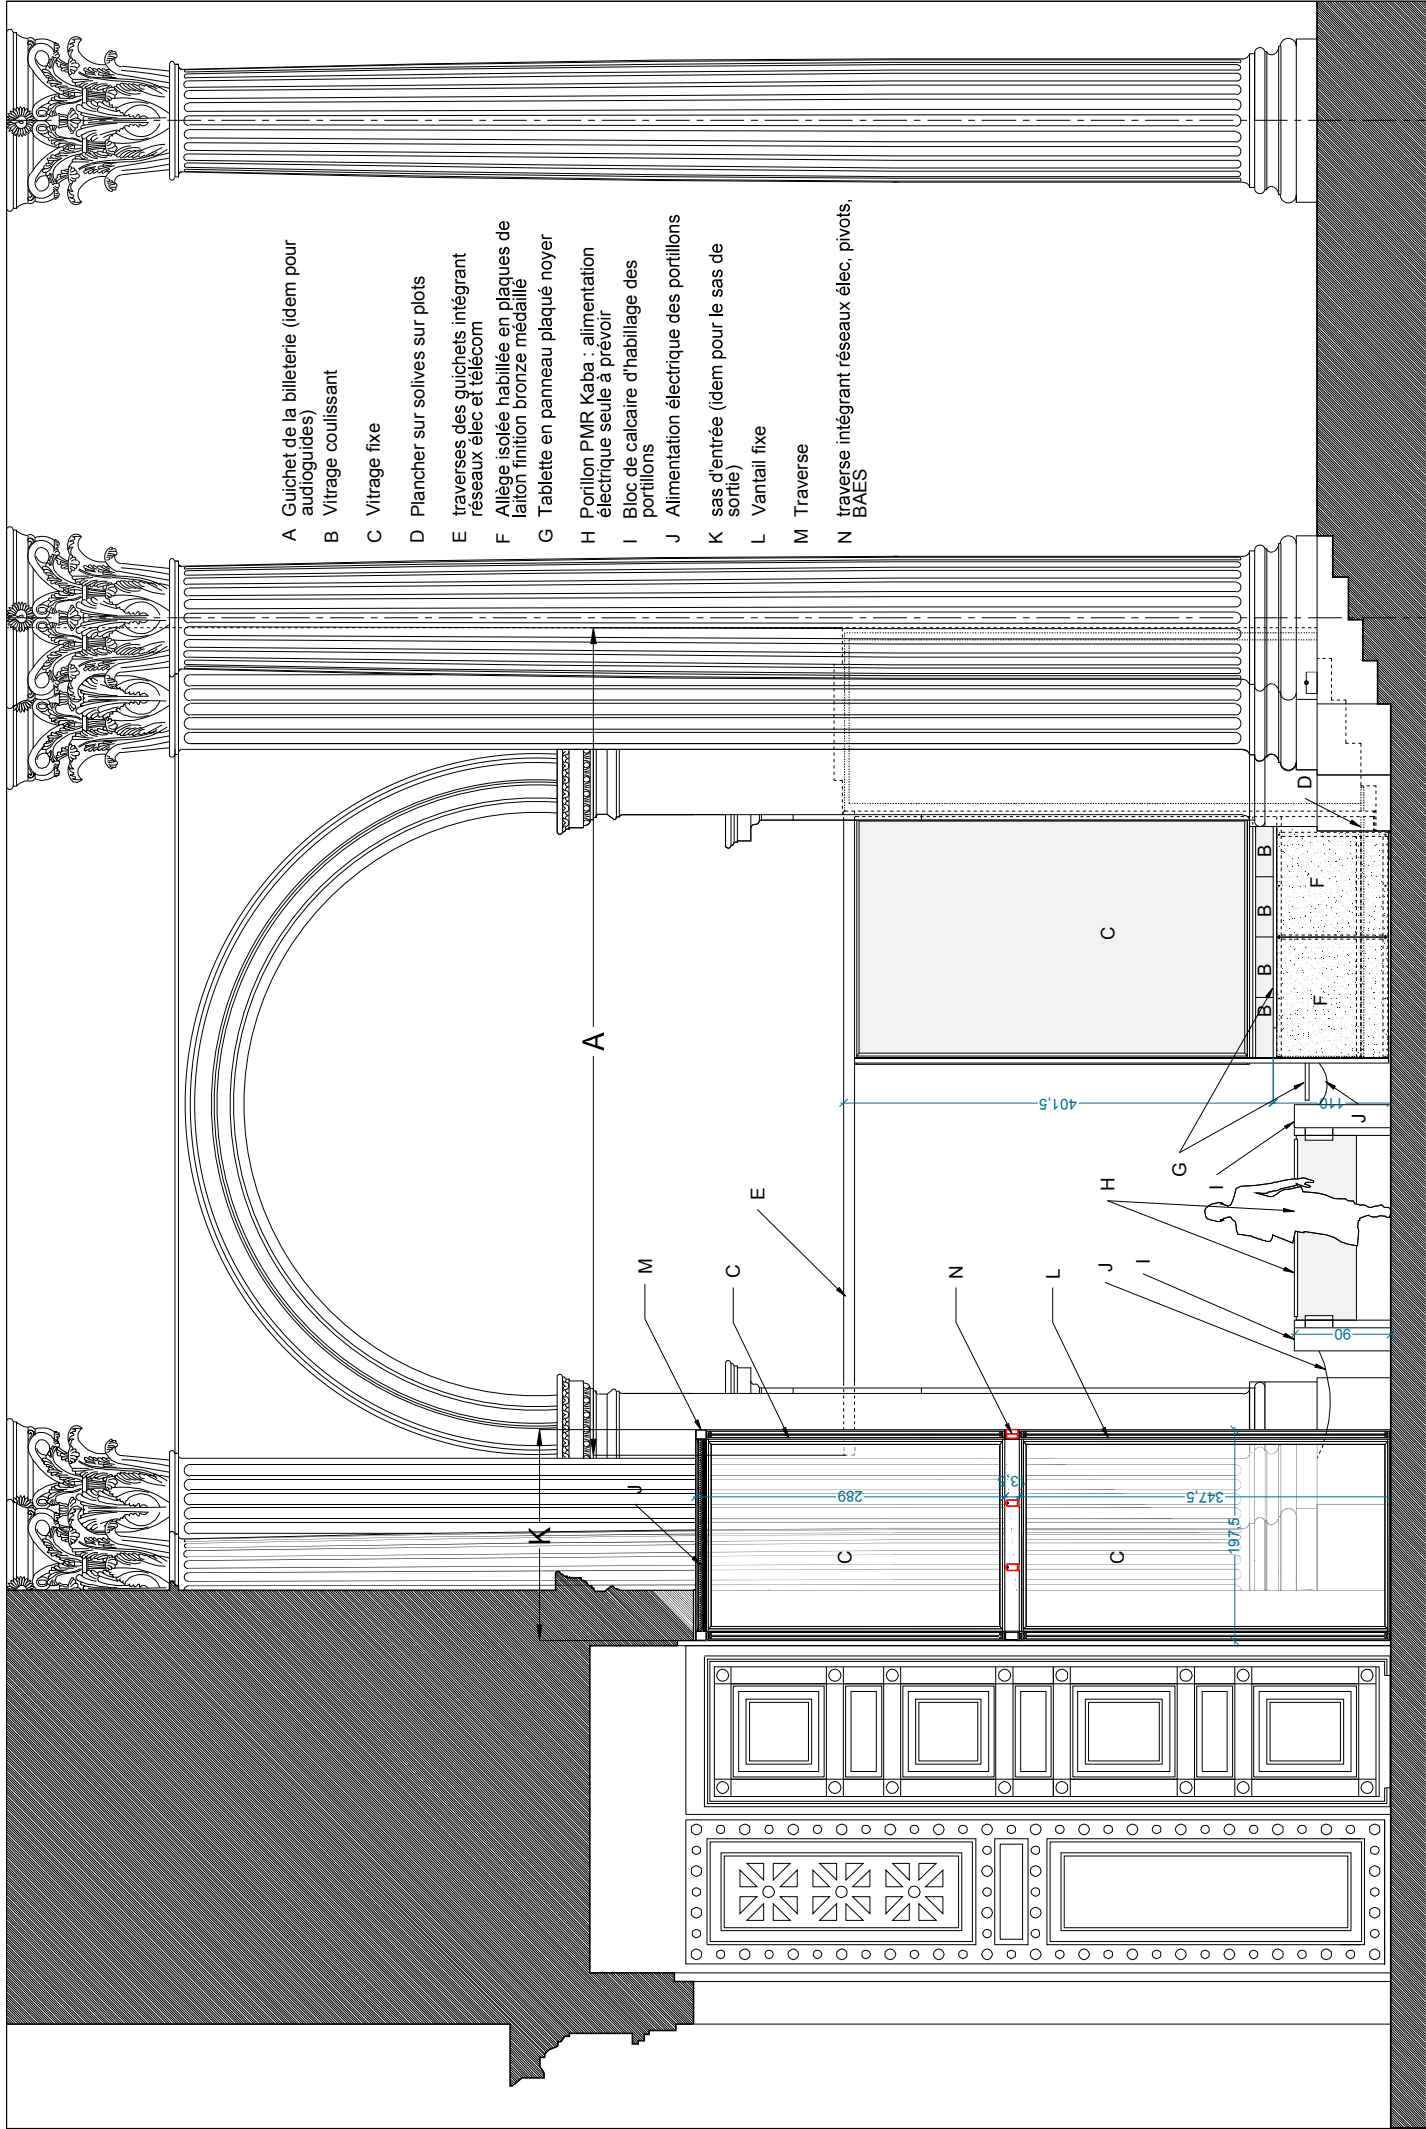 A Guichet de la billeterie (idem pour
audioguides)
B Vitrage coulissant
C Vitrage fixe
D Plancher sur solives sur plots
E traverses des guichets intégrant
réseaux élec et télécom
F Allège isolée habillée en plaques de
laiton finition bronze médaillé
G Tablette en panneau plaqué noyer
H Porillon PMR Kaba : alimentation
électrique seule à prévoir
I Bloc de calcaire d'habillage des
portillons
J Alimentation électrique des portillons
K sas d'entrée (idem pour le sas de
sortie)
L Vantail fixe
M Traverse
N traverse intégrant réseaux élec, pivots,
BAES
A
K
J
M
C
E
N
L
J
I
H
G
I
D
C
C
C
B
B
B
B
F
F
J
401,5
110
90
289
13,5
347,5
197,5